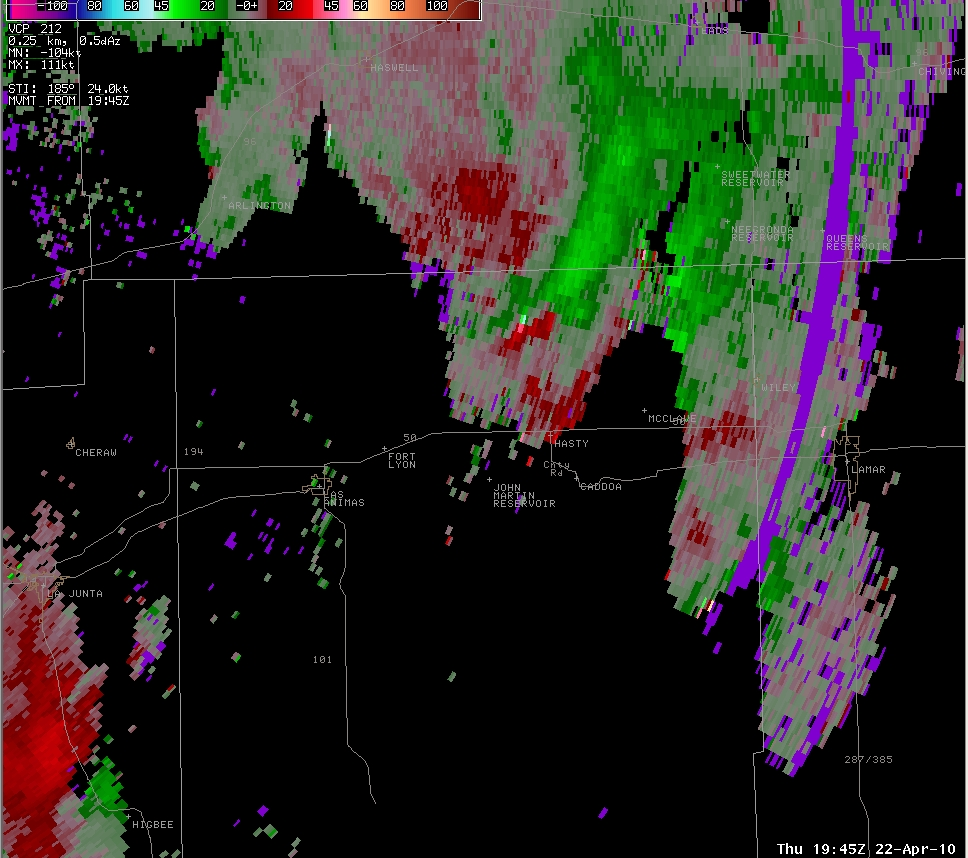 -100 80 60 45 20 -0+ 20 45 60 80 100
VCP 212
0.25 km, 0.5dAz
MN: -104kt
MX: 111kt
STI: 185° 24.0kt
MVMT FROM 19:45Z
EADS
HASWELL
CHIVING
96
SWEETWATER
RESERVOIR
ARLINGTON
NEEGRONDA
RESERVOIR
QUEENS
RESERVOIR
WILEY
MCCLAVE
50
50
HASTY
CHERAW
194
FORT
LYON
Cnty
Rd
LAMAR
CADDOA
JOHN
MARTIN
RESERVOIR
LAS
ANIMAS
LA JUNTA
101
287/385
HIGBEE
Thu 19:45Z 22-Apr-10